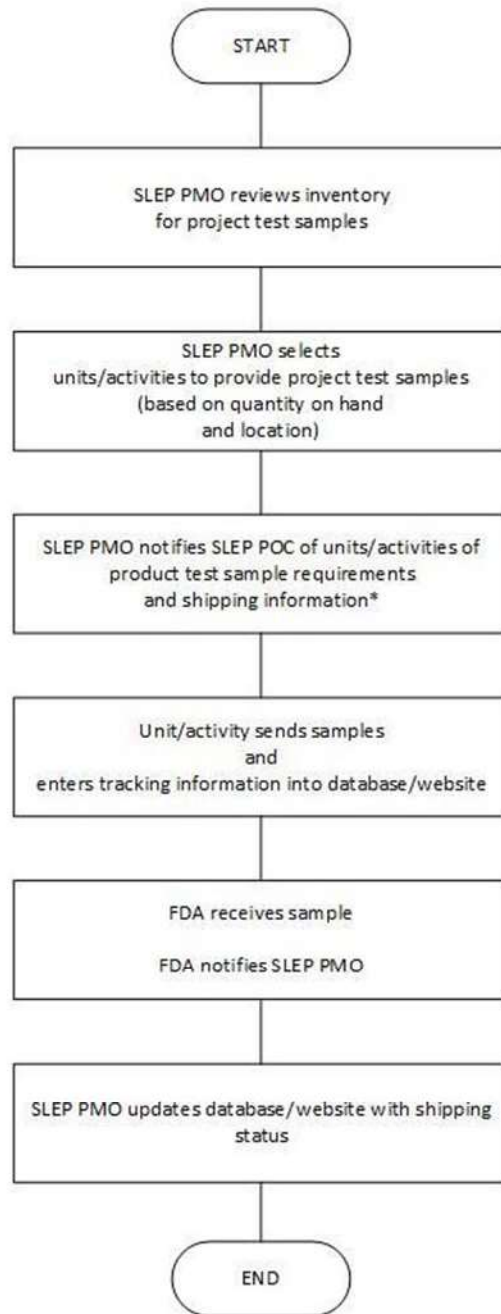 START
SLEP PMO reviews inventory
for project test samples
SLEP PMO selects
units/activities to provide project test samples
(based on quantity on hand
and location)
SLEP PMO notifies SLEP POC of units/activities of
product test sample requirements
and shipping information*
Unit/activity sends samples
and
enters tracking information into database/website
FDA receives sample
FDA notifies SLEP PMO
SLEP PMO updates database/website with shipping
status
END